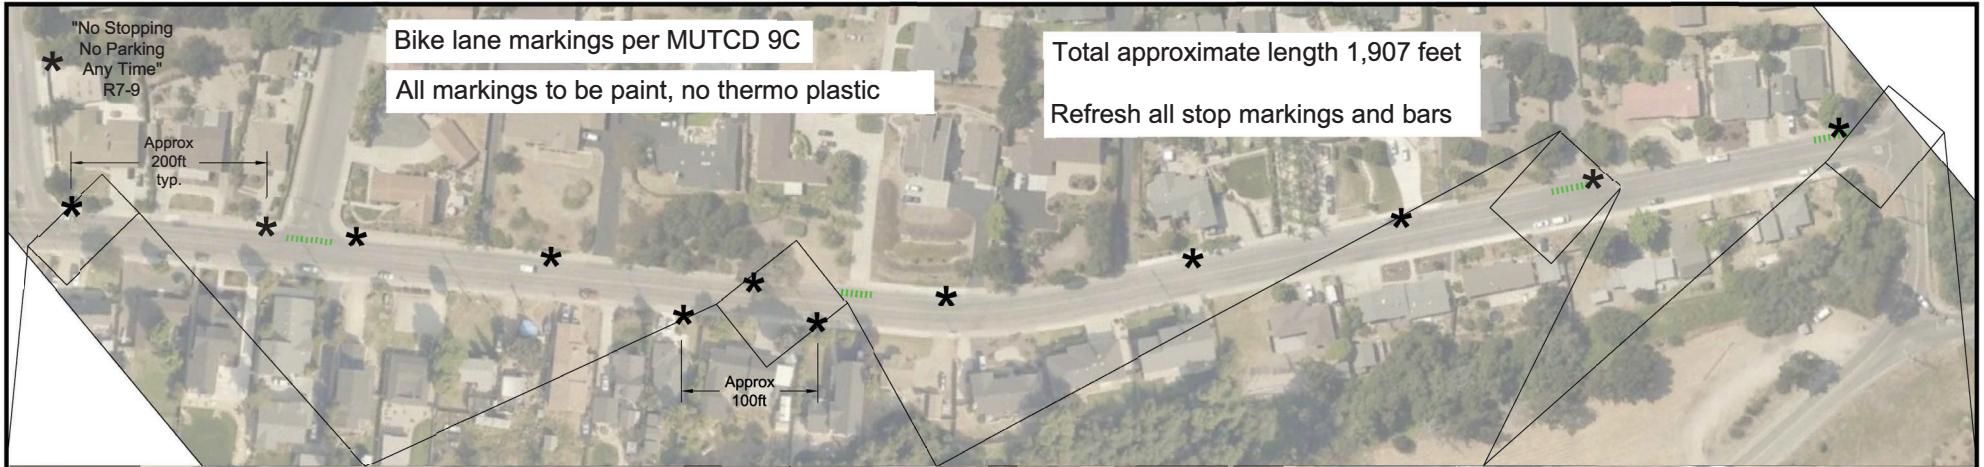 "No Stopping
No Parking
Any Time"
R7-9
Bike lane markings per MUTCD 9C
All markings to be paint, no thermo plastic
Total approximate length 1,907 feet
Refresh all stop markings and bars
Approx
200ft
typ.
Approx
100ft